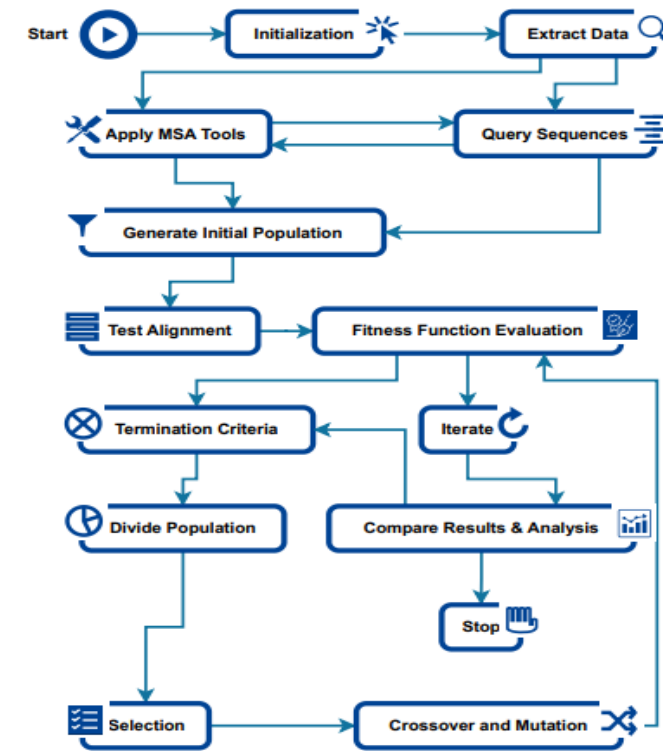 Start
Initialization
Extract Data
Apply MSA Tools
Query Sequences
Generate Initial Population
Test Alignment
Fitness Function Evaluation
Termination Criteria
Iterate
Divide Population
Compare Results & Analysis
Stop
Selection
Crossover and Mutation